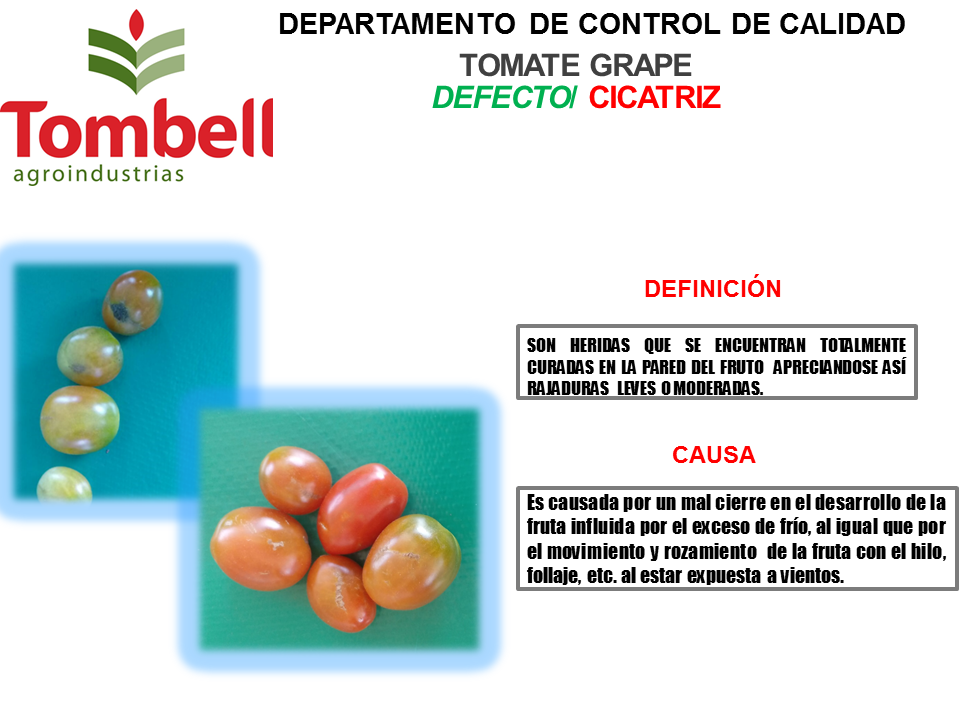 DEPARTAMENTO DE CONTROL DE CALIDAD
TOMATE GRAPE
DEFECTO/ CICATRIZ
Tombell
agroindustrias
DEFINICIÓN
SON HERIDAS QUE SE ENCUENTRAN TOTALMENTE
CURADAS EN LA PARED DEL FRUTO APRECIANDOSE ASÍ
RAJADURAS LEVES O MODERADAS.
CAUSA
Es causada por un mal cierre en el desarrollo de la
fruta influida por el exceso de frío, al igual que por
el movimiento y rozamiento de la fruta con el hilo,
follaje, etc. al estar expuesta a vientos.